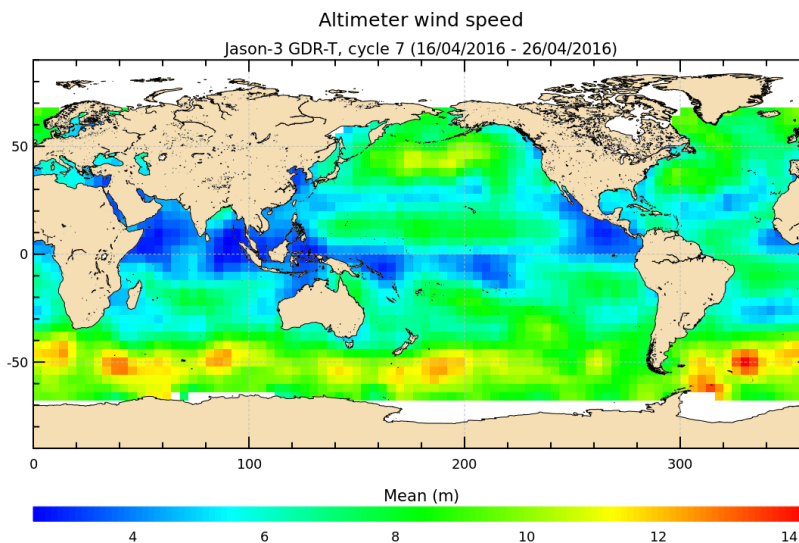 Altimeter wind speed
Jason-3 GDR-T, cycle 7 (16/04/2016 - 26/04/2016)
50
0
-50
0 100 200 300
Mean (m)
4 6 8 10 12 14